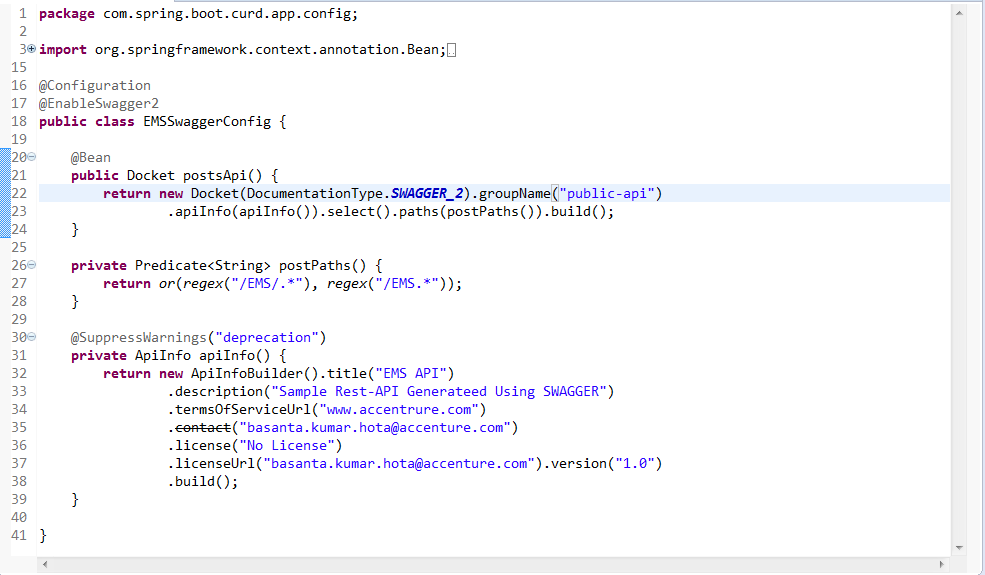 1 package com.spring.boot.curd.app.config;
2
3 import org.springframework.context.annotation.Bean;
15
16 @Configuration
17 @EnableSwagger2
18 public class EMSSwaggerConfig {
19
20 @Bean
21 public Docket postsApi() {
22 return new Docket(DocumentationType.SWAGGER_2).groupName("public-api")
23 .apiInfo(apiInfo()).select().paths(postPaths()).build();
24 }
25
26 private Predicate<String> postPaths() {
27 return or(regex("/EMS/.*"), regex("/EMS.*"));
28 }
29
30 @SuppressWarnings("deprecation")
31 private ApiInfo apiInfo() {
32 return new ApiInfoBuilder().title("EMS API")
33 .description("Sample Rest-API Generateed Using SWAGGER")
34 .termsOfServiceUrl("www.accentrure.com")
35 .contact("basanta.kumar.hota@accenture.com")
36 .license("No License")
37 .licenseUrl("basanta.kumar.hota@accenture.com").version("1.0")
38 .build();
39 }
40
41 }